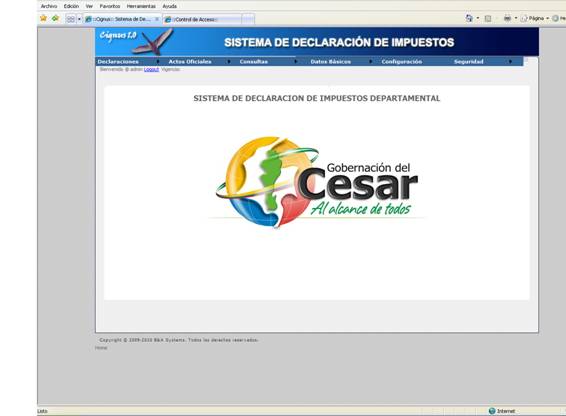 Archivo Edición Ver Favoritos Herramientas Ayuda
::Cignus:: Sistema de De... ::Control de Acceso::
Página
Cignus 1.0
SISTEMA DE DECLARACIÓN DE IMPUESTOS
Declaraciones Actos Oficiales Consultas Datos Básicos Configuración Seguridad
Bienvenido @ admin Logout Vigencias
SISTEMA DE DECLARACION DE IMPUESTOS DEPARTAMENTAL
Gobernación del
Cesar
Al alcance de todos
Copyright © 2009-2010 B&A Systems. Todos los derechos reservados.
Home
Listo Internet